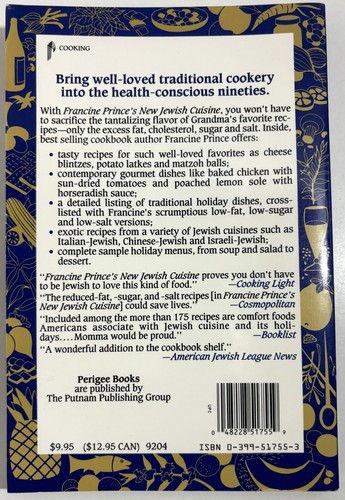 COOKING
Bring well-loved traditional cookery
into the health-conscious nineties.
With Francine Prince's New Jewish Cuisine, you won't have
to sacrifice the tantalizing flavor of Grandma's favorite rec-
ipes—only the excess fat, cholesterol, sugar and salt. Inside,
best selling cookbook author Francine Prince offers:
• tasty recipes for such well-loved favorites as cheese
blintzes, potato latkes and matzoh balls;
• contemporary gourmet dishes like baked chicken with
sun-dried tomatoes and poached lemon sole with
horseradish sauce;
• a detailed listing of traditional holiday dishes, cross-
listed with Francine's scrumptious low-fat, low-sugar
and low-salt versions;
• exotic recipes from a variety of Jewish cuisines such as
Italian-Jewish, Chinese-Jewish and Israeli-Jewish;
• complete sample holiday menus, from soup and salad to
dessert.
"Francine Prince's New Jewish Cuisine proves you don't have
to be Jewish to love this kind of food." —Cooking Light
"The reduced-fat, -sugar, and -salt recipes [in Francine Prince's
New Jewish Cuisine] could save lives." —Cosmopolitan
"Included among the more than 175 recipes are comfort foods
Americans associate with Jewish cuisine and its holi-
days.... Momma would be proud." —Booklist
"A wonderful addition to the cookbook shelf."
—American Jewish League News
Perigee Books
are published by
The Putnam Publishing Group
0 48228 51755 9
$9.95 ($12.95 CAN) 9204
ISBN 0-399-51755-3